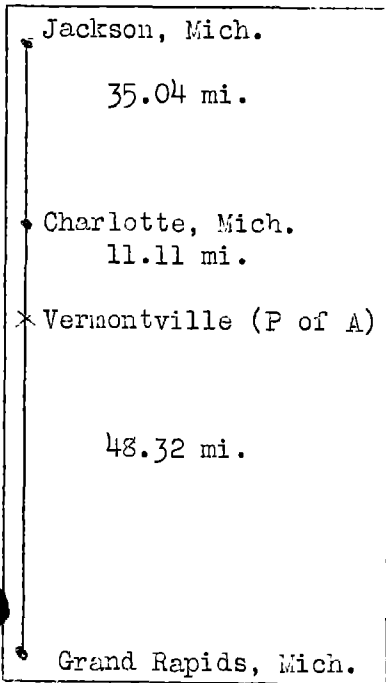 Jackson, Mich.
35.04 mi.
Charlotte, Mich.
11.11 mi.
Vermontville (P of A)
48.32 mi.
Grand Rapids, Mich.